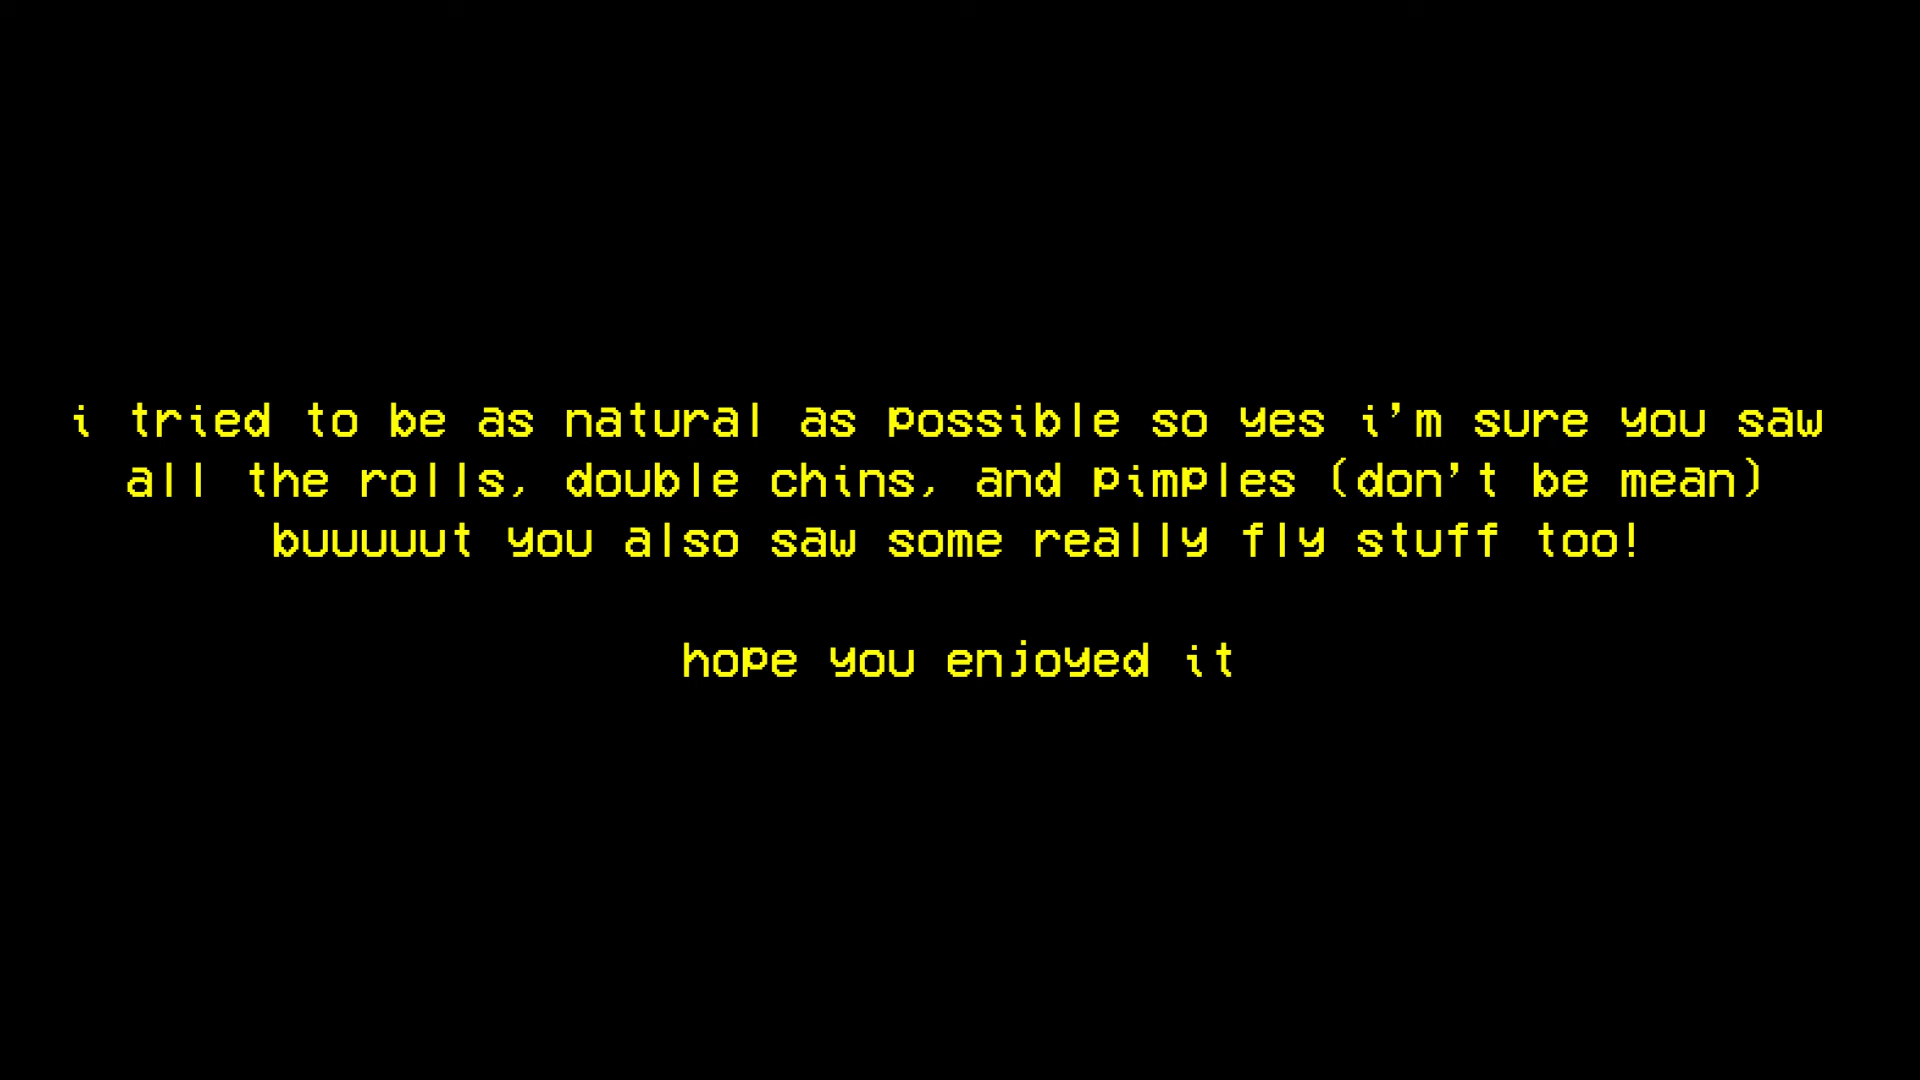 i tried to be as natural as possible so yes i'm sure you saw
all the rolls, double chins, and pimples (don't be mean)
buuuuut you also saw some really fly stuff too!
hope you enjoyed it